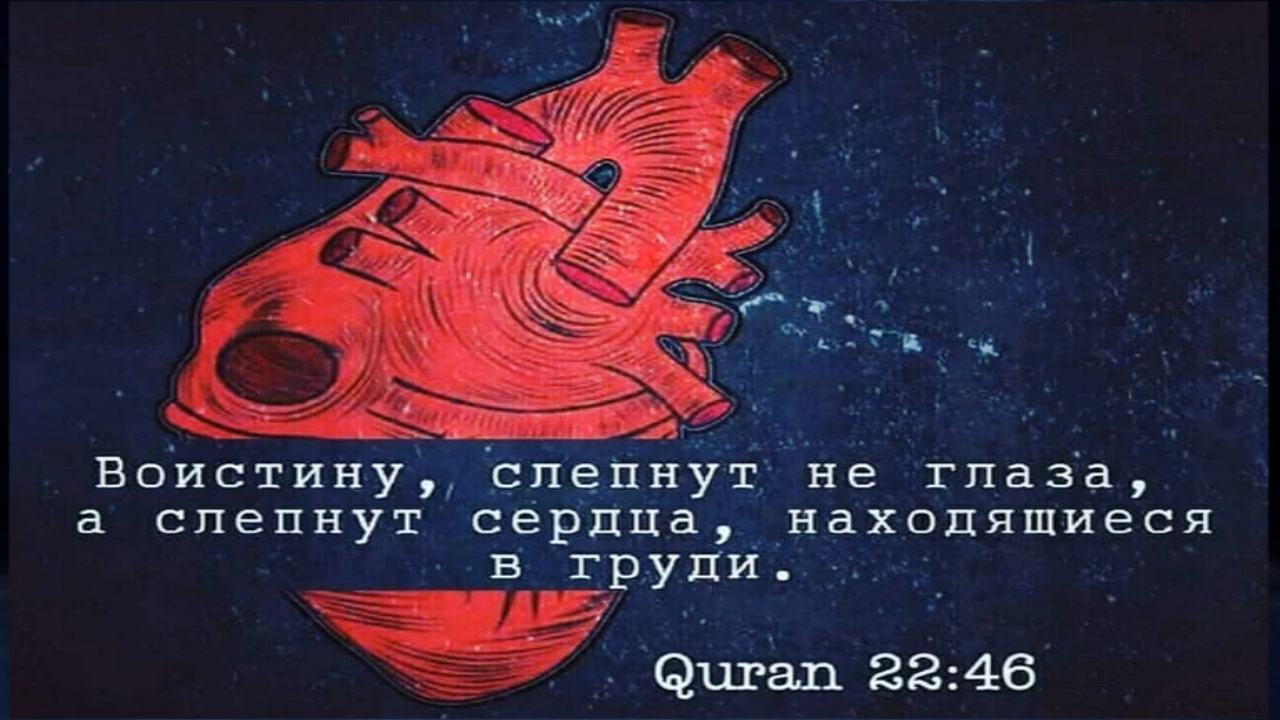 Воистину, слепнут не глаза,
а слепнут сердца, находящиеся
в груди.
Quran 22:46